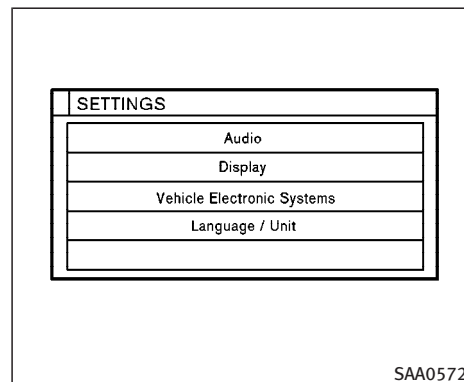 SETTINGS
Audio
Display
Vehicle Electronic Systems
Language / Unit
SAA0572